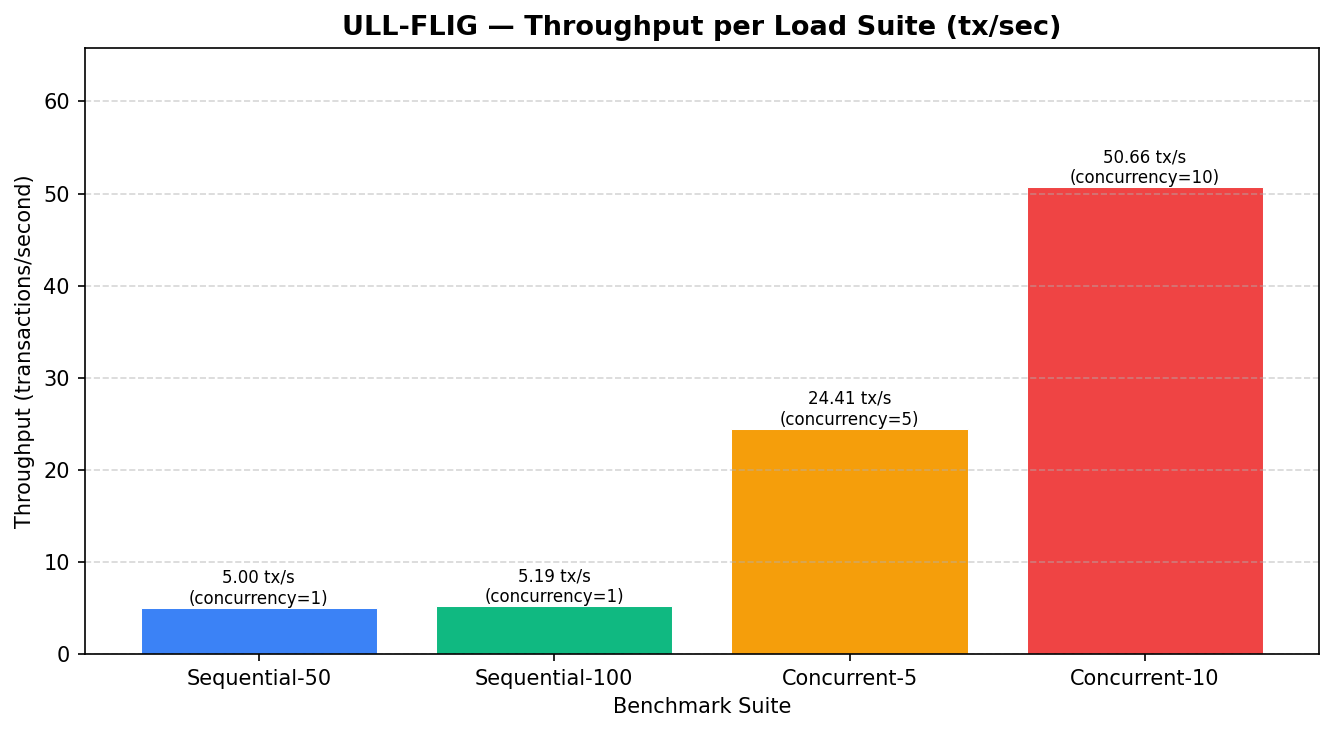 ULL-FLIG — Throughput per Load Suite (tx/sec)
Throughput (transactions/second)
60
50
40
30
20
10
0
5.00 tx/s
(concurrency=1)
5.19 tx/s
(concurrency=1)
24.41 tx/s
(concurrency=5)
50.66 tx/s
(concurrency=10)
Sequential-50
Sequential-100
Concurrent-5
Concurrent-10
Benchmark Suite